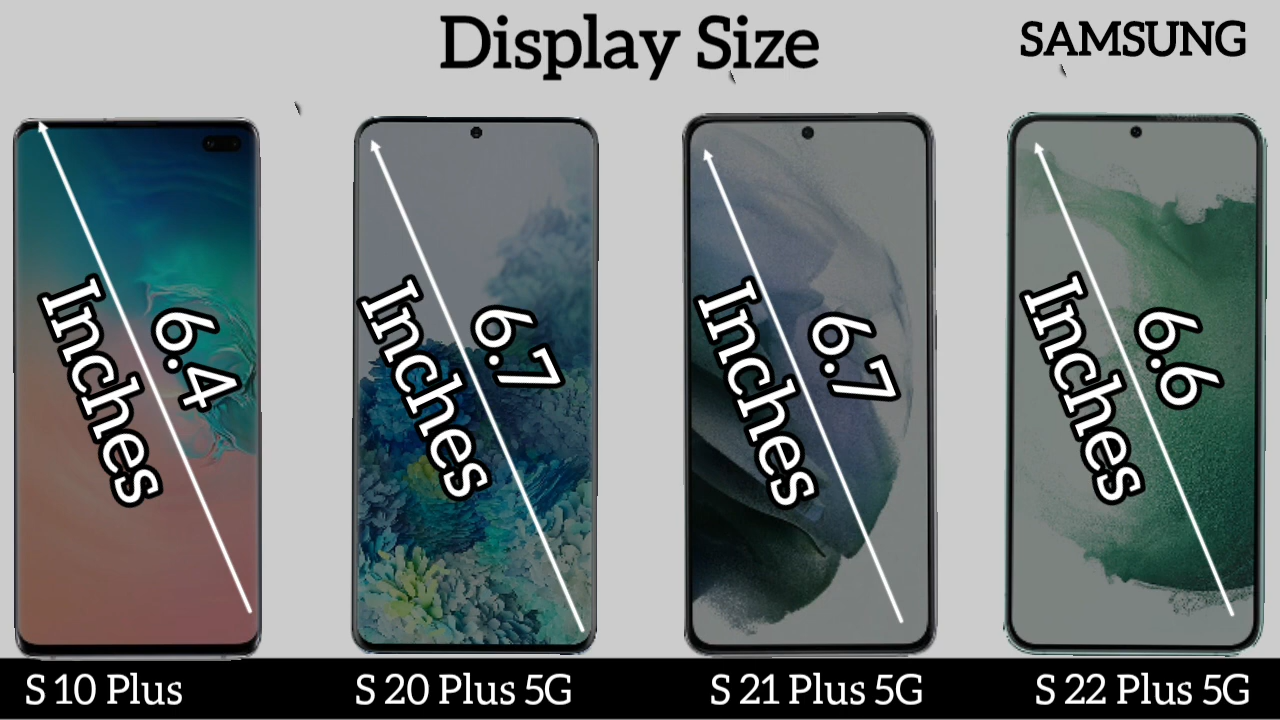 Display Size
SAMSUNG
6.4
Inches
6.7
Inches
6.7
Inches
6.6
Inches
S 10 Plus
S 20 Plus 5G
S 21 Plus 5G
S 22 Plus 5G